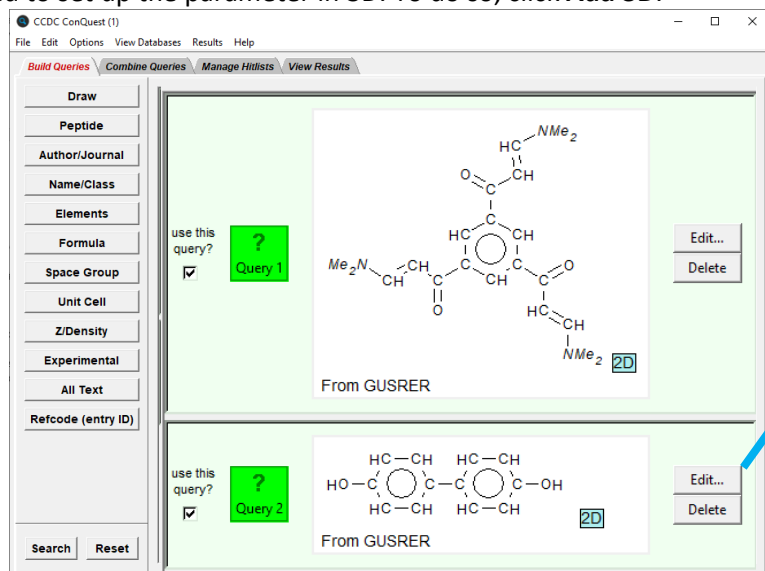 CCDC ConQuest (1)
File Edit Options View Databases Results Help
Build Queries Combine Queries Manage Hitlists View Results
Draw
Peptide
Author/Journal
Name/Class
Elements
Formula
Space Group
Unit Cell
Z/Density
Experimental
All Text
Refcode (entry ID)
Search Reset
use this
query?
?
Query 1
NMe2
HC
CH
O
C
C
HC CH
Me2N CH C C C O
CH C CH
O HC CH
NMe2 2D
From GUSRER
Edit...
Delete
use this
query?
?
Query 2
HC CH HC CH
HO C C C C OH
HC CH HC CH
2D
From GUSRER
Edit...
Delete